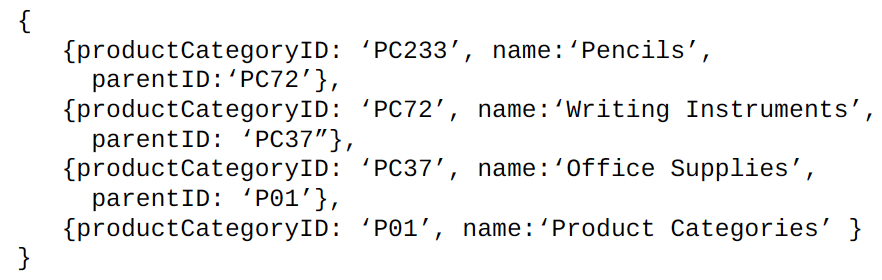 {
{productCategoryID: ‘PC233’, name:‘Pencils’,
parentID:‘PC72’},
{productCategoryID: ‘PC72’, name:‘Writing Instruments’,
parentID: ‘PC37”},
{productCategoryID: ‘PC37’, name:‘Office Supplies’,
parentID: ‘P01’},
{productCategoryID: ‘P01’, name:‘Product Categories’ }
}